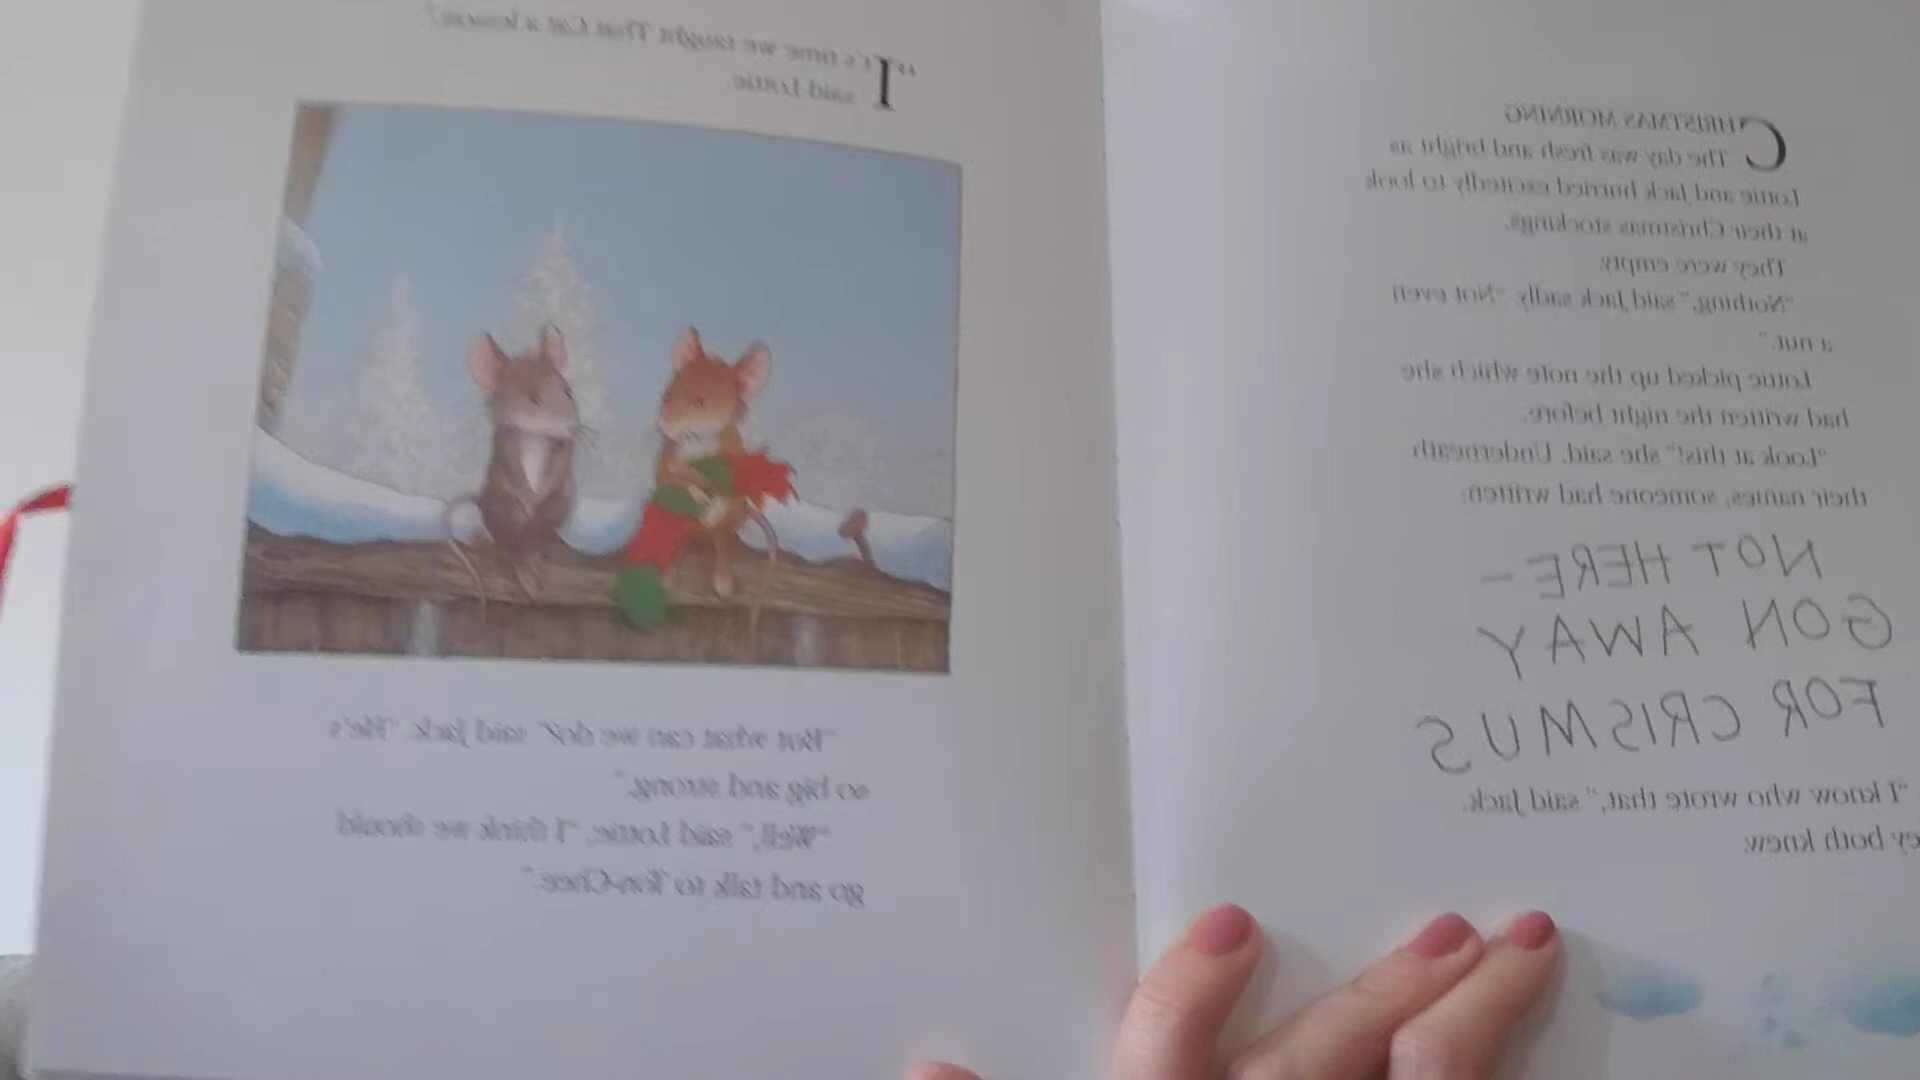 CHRISTMAS MORNING
The day was fresh and bright as
Lottie and Jack hurried excitedly to look
at their Christmas stockings.
They were empty.
"Nothing," said Jack sadly. "Not even
a nut."
Lottie picked up the note which she
had written the night before.
"Look at this!" she said. Underneath
their names, someone had written:
NOT HERE -
GON AWAY
FOR CRISMUS
"I know who wrote that," said Jack.
ey both knew.
"It's time we taught That Cat a lesson,"
said Lottie.
"But what can we do?" said Jack. "He's
so big and strong."
"Well," said Lottie, "I think we should
go and talk to Ton-Chee."